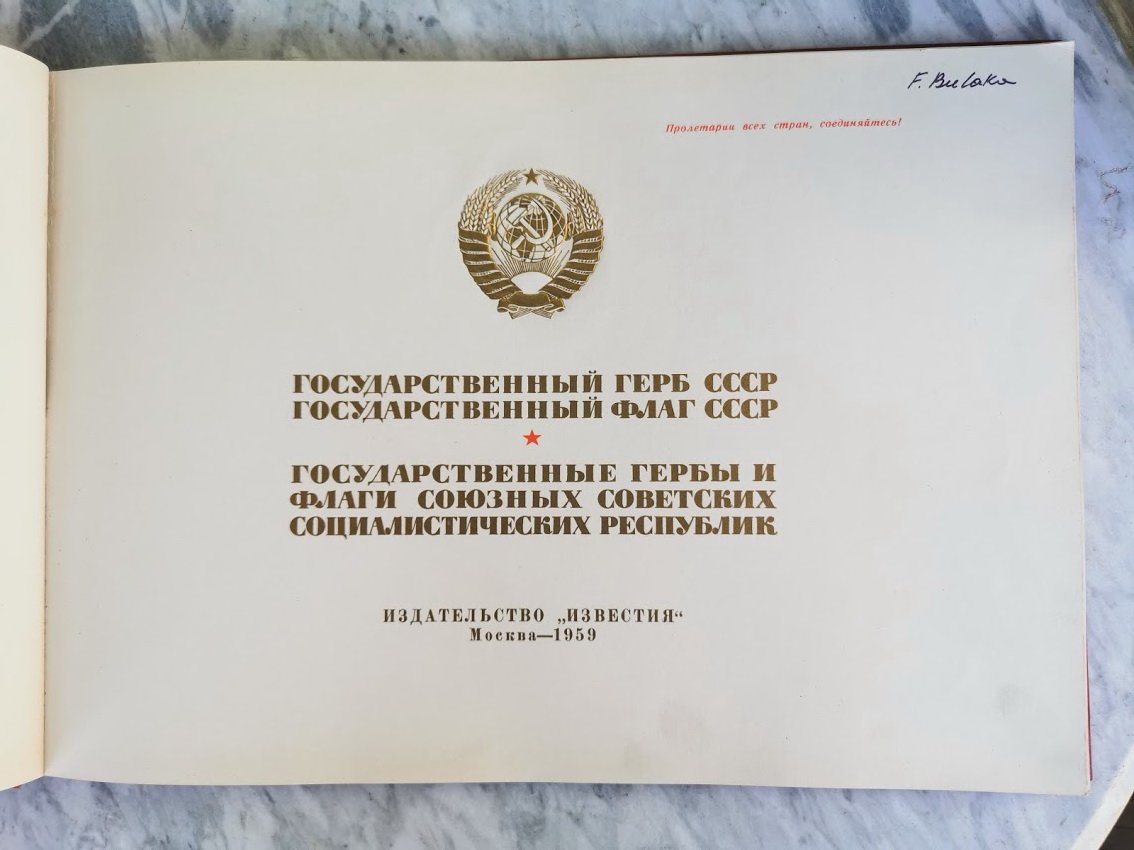 Пролетарии всех стран, соединяйтесь!
ГОСУДАРСТВЕННЫЙ ГЕРБ СССР
ГОСУДАРСТВЕННЫЙ ФЛАГ СССР
ГОСУДАРСТВЕННЫЕ ГЕРБЫ И
ФЛАГИ СОЮЗНЫХ СОВЕТСКИХ
СОЦИАЛИСТИЧЕСКИХ РЕСПУБЛИК
ИЗДАТЕЛЬСТВО „ИЗВЕСТИЯ“
Москва—1959